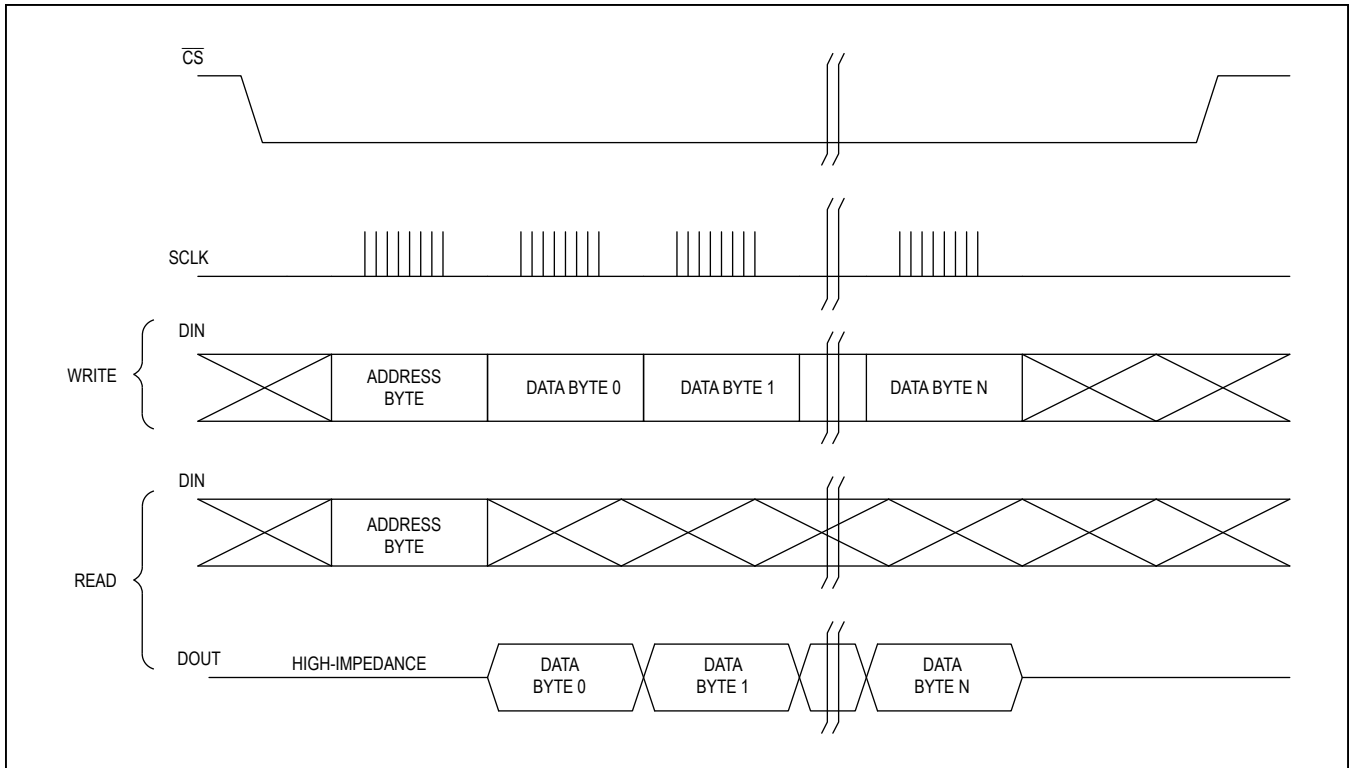 C̅S̅
SCLK
DIN
WRITE
ADDRESS
BYTE
DATA BYTE 0
DATA BYTE 1
DATA BYTE N
DIN
READ
ADDRESS
BYTE
DOUT
HIGH-IMPEDANCE
DATA
BYTE 0
DATA
BYTE 1
DATA
BYTE N